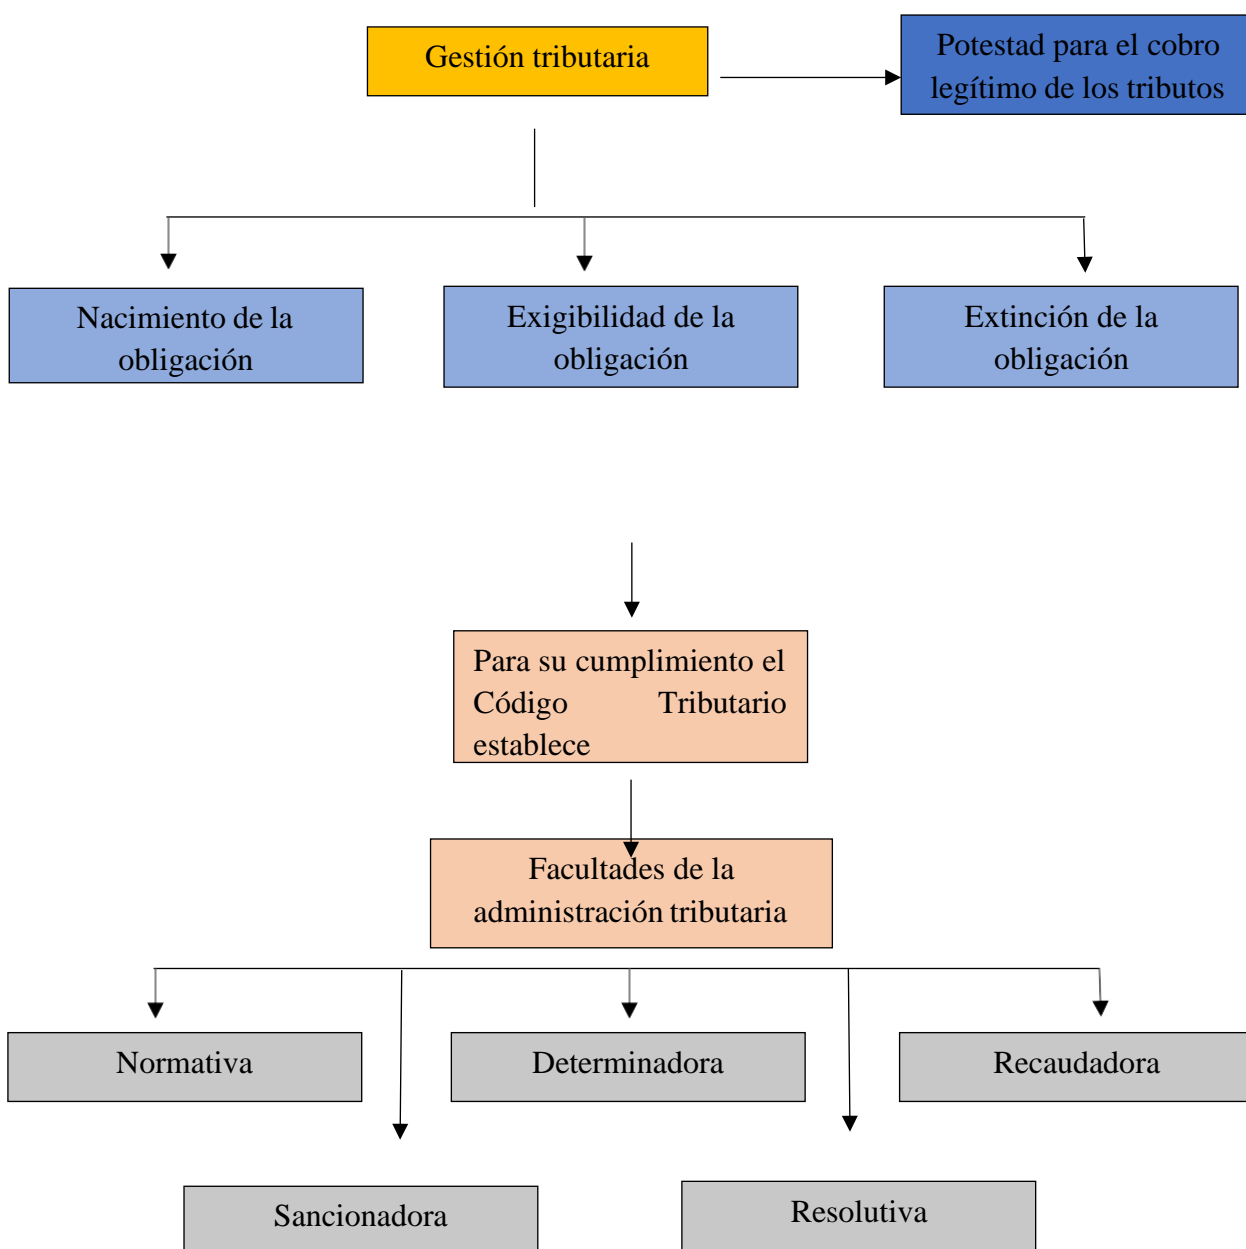 Gestión tributaria
Potestad para el cobro
legítimo de los tributos
Nacimiento de la
obligación
Exigibilidad de la
obligación
Extinción de la
obligación
Para su cumplimiento el
Código Tributario
establece
Facultades de la
administración tributaria
Normativa
Determinadora
Recaudadora
Sancionadora
Resolutiva